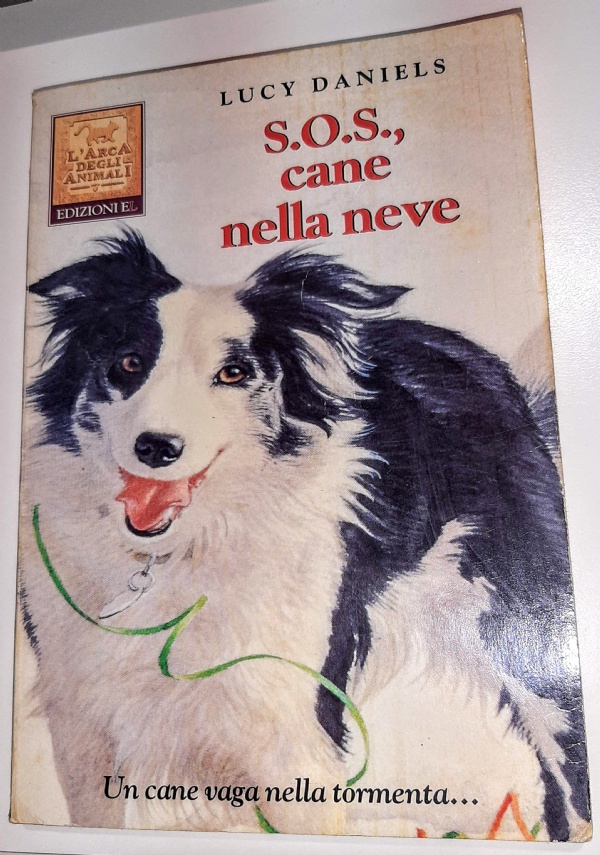 LUCY DANIELS
L'ARCA
DEGLI
ANIMALI
EDIZIONI EL
S.O.S.,
cane
nella neve
Un cane vaga nella tormenta...